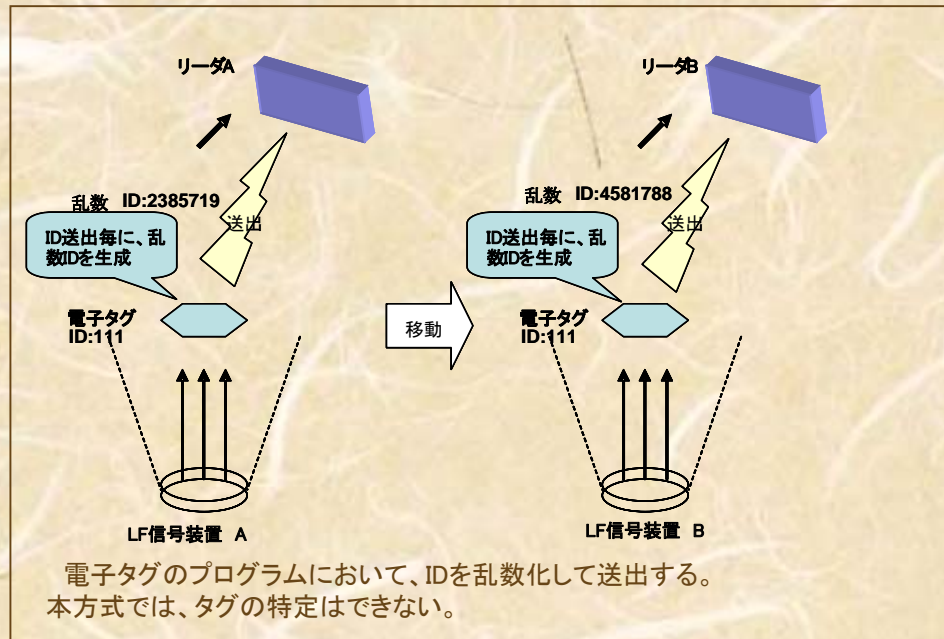 リーダA
リーダB
乱数 ID:2385719
乱数 ID:4581788
送出
送出
ID送出毎に、乱
数IDを生成
ID送出毎に、乱
数IDを生成
電子タグ
ID:111
移動
電子タグ
ID:111
LF信号装置 A
LF信号装置 B
電子タグのプログラムにおいて、IDを乱数化して送出する。
本方式では、タグの特定はできない。